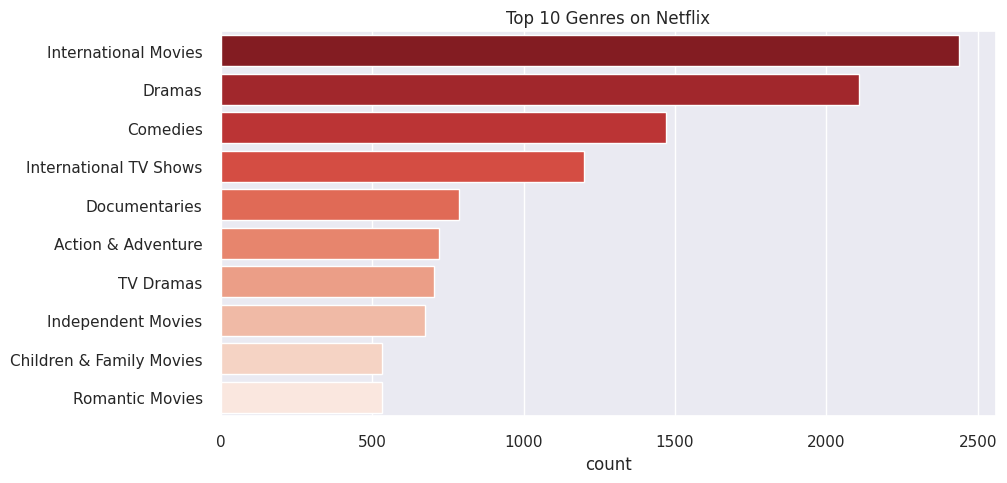 Top 10 Genres on Netflix
International Movies
Dramas
Comedies
International TV Shows
Documentaries
Action & Adventure
TV Dramas
Independent Movies
Children & Family Movies
Romantic Movies
0 500 1000 1500 2000 2500
count